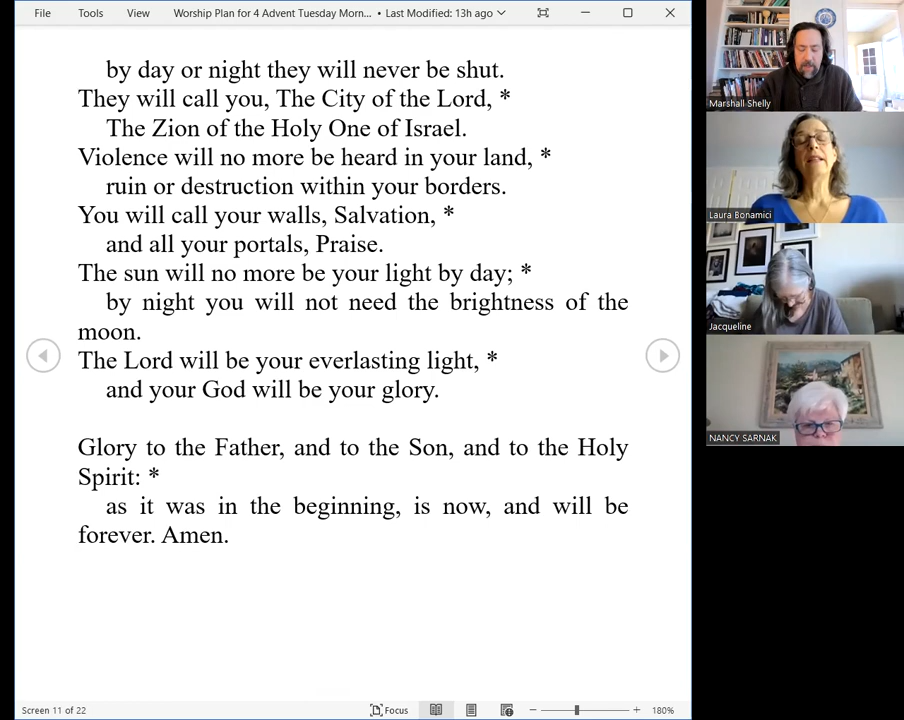 File Tools View Worship Plan for 4 Advent Tuesday Morn... • Last Modified: 13h ago
by day or night they will never be shut.
They will call you, The City of the Lord, *
The Zion of the Holy One of Israel.
Violence will no more be heard in your land, *
ruin or destruction within your borders.
You will call your walls, Salvation, *
and all your portals, Praise.
The sun will no more be your light by day; *
by night you will not need the brightness of the
moon.
The Lord will be your everlasting light, *
and your God will be your glory.
Glory to the Father, and to the Son, and to the Holy
Spirit: *
as it was in the beginning, is now, and will be
forever. Amen.
Screen 11 of 22 Focus 180%
Marshall Shelly
Laura Bonamici
Jacqueline
NANCY SARNAK